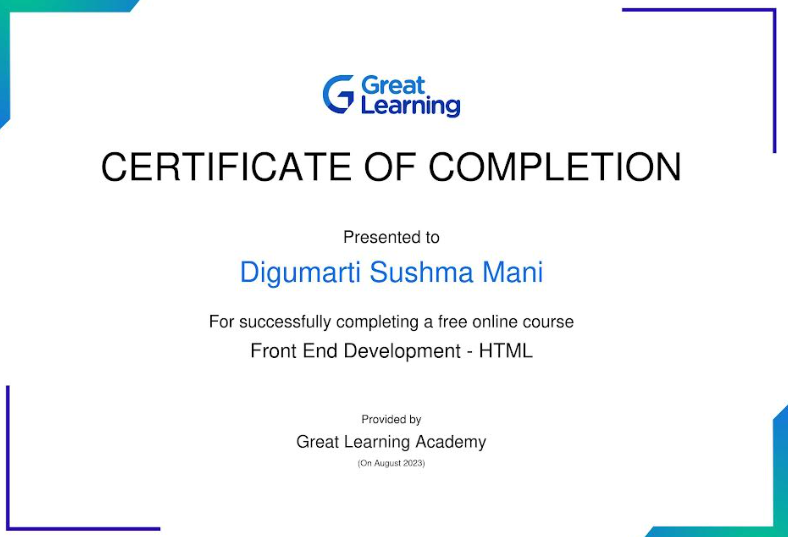 Great
Learning
CERTIFICATE OF COMPLETION
Presented to
Digumarti Sushma Mani
For successfully completing a free online course
Front End Development - HTML
Provided by
Great Learning Academy
(On August 2023)